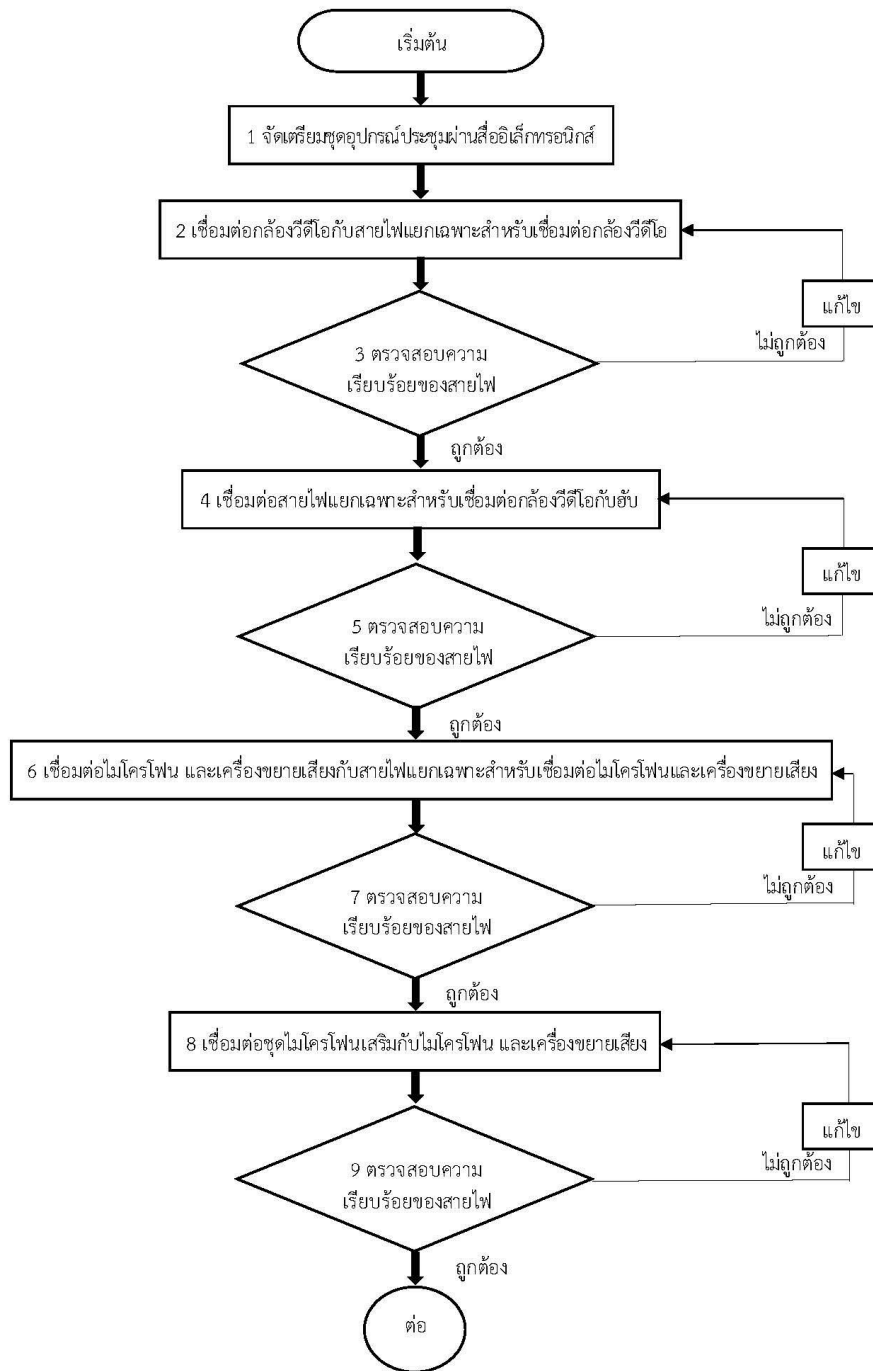 เริ่มต้น
1 จัดเตรียมชุดอุปกรณ์ประชุมผ่านสื่ออิเล็กทรอนิกส์
2 เชื่อมต่อกล้องวีดีโอกับสายไฟแยกเฉพาะสำหรับเชื่อมต่อกล้องวีดีโอ
แก้ไข
ไม่ถูกต้อง
3 ตรวจสอบความ
เรียบร้อยของสายไฟ
ถูกต้อง
4 เชื่อมต่อสายไฟแยกเฉพาะสำหรับเชื่อมต่อกล้องวีดีโอกับฮับ
แก้ไข
ไม่ถูกต้อง
5 ตรวจสอบความ
เรียบร้อยของสายไฟ
ถูกต้อง
6 เชื่อมต่อไมโครโฟน และเครื่องขยายเสียงกับสายไฟแยกเฉพาะสำหรับเชื่อมต่อไมโครโฟนและเครื่องขยายเสียง
แก้ไข
ไม่ถูกต้อง
7 ตรวจสอบความ
เรียบร้อยของสายไฟ
ถูกต้อง
8 เชื่อมต่อชุดไมโครโฟนเสริมกับไมโครโฟน และเครื่องขยายเสียง
แก้ไข
ไม่ถูกต้อง
9 ตรวจสอบความ
เรียบร้อยของสายไฟ
ถูกต้อง
ต่อ